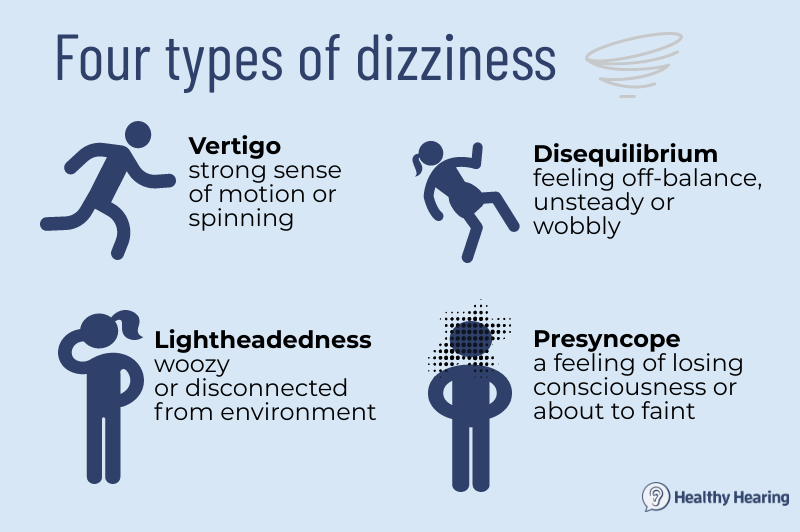 Four types of dizziness
Vertigo
strong sense
of motion or
spinning
Disequilibrium
feeling off-balance,
unsteady or
wobbly
Lightheadedness
woozy
or disconnected
from environment
Presyncope
a feeling of losing
consciousness or
about to faint
Healthy Hearing